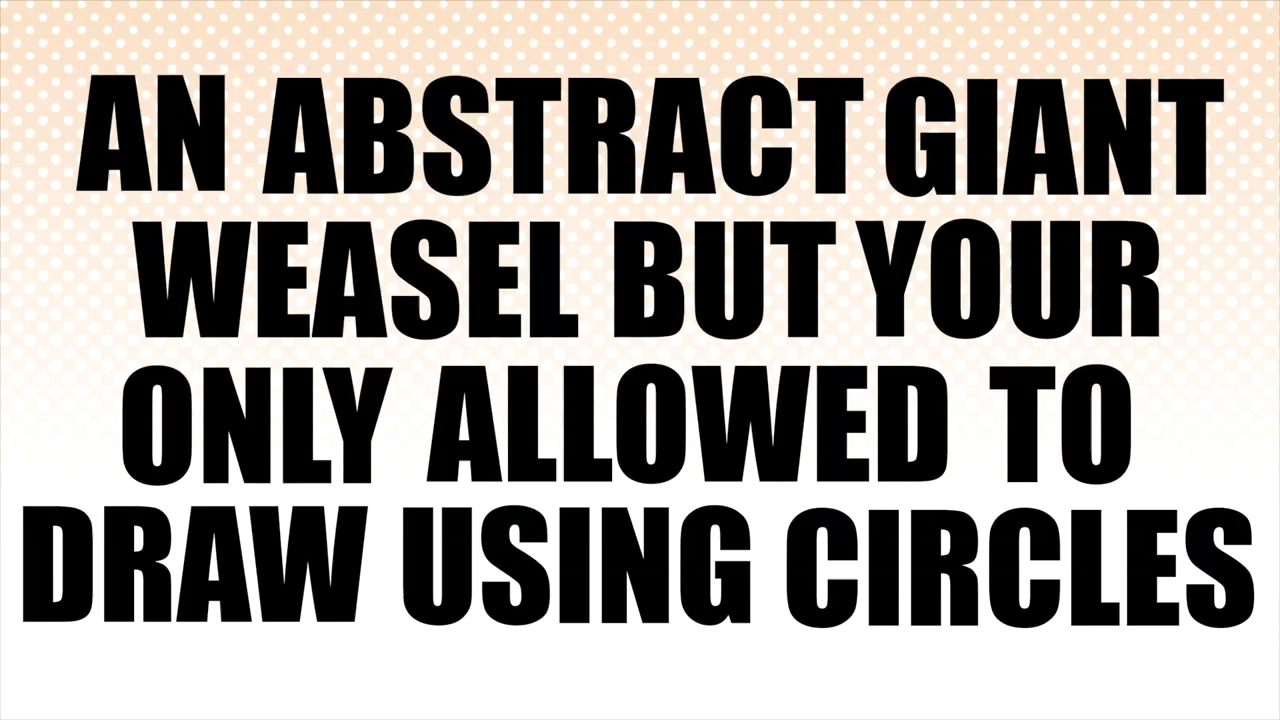 AN ABSTRACT GIANT
WEASEL BUT YOUR
ONLY ALLOWED TO
DRAW USING CIRCLES